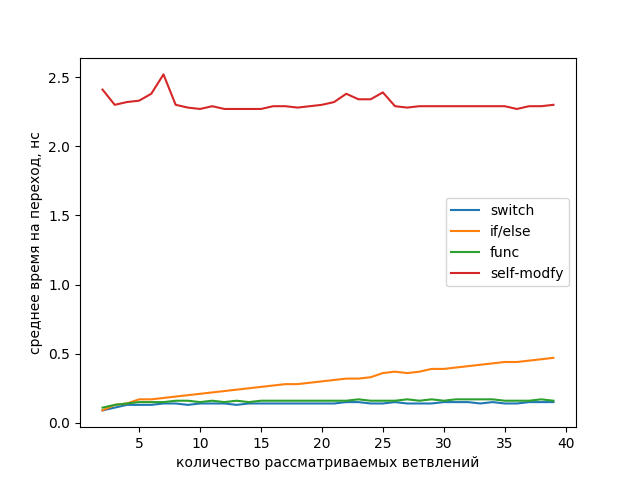 2.5
2.0
1.5
1.0
0.5
0.0
среднее время на переход, нс
switch
if/else
func
self-modfy
5 10 15 20 25 30 35 40
количество рассматриваемых ветвлений